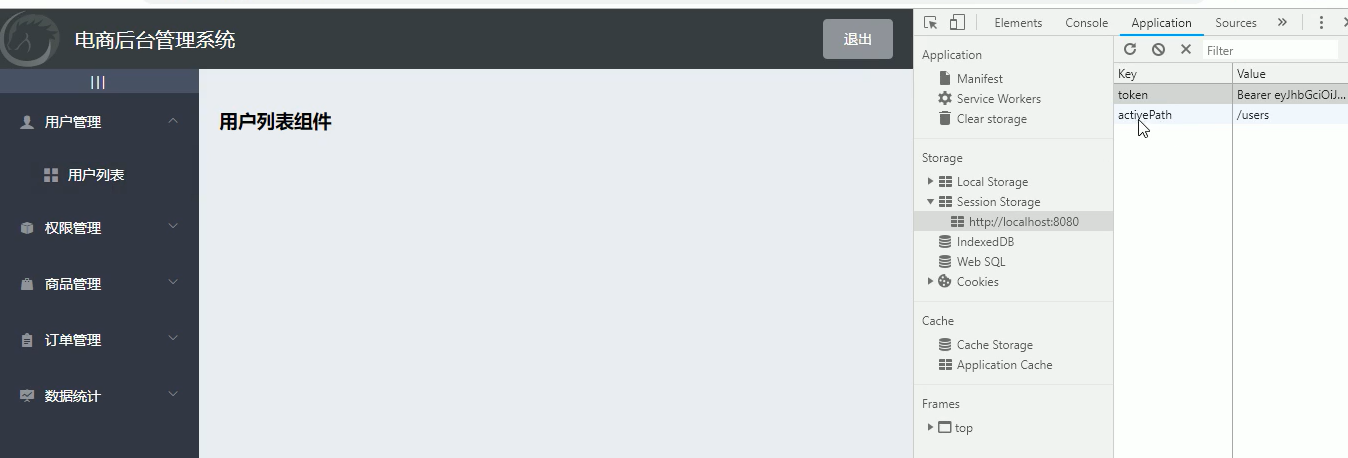 电商后台管理系统
退出
|||
用户管理
用户列表
权限管理
商品管理
订单管理
数据统计
用户列表组件
Elements Console Application Sources »
Application
Manifest
Service Workers
Clear storage
Storage
Local Storage
Session Storage
http://localhost:8080
IndexedDB
Web SQL
Cookies
Cache
Cache Storage
Application Cache
Frames
top
Filter
Key Value
token Bearer eyJhbGciOiJ...
activePath /users